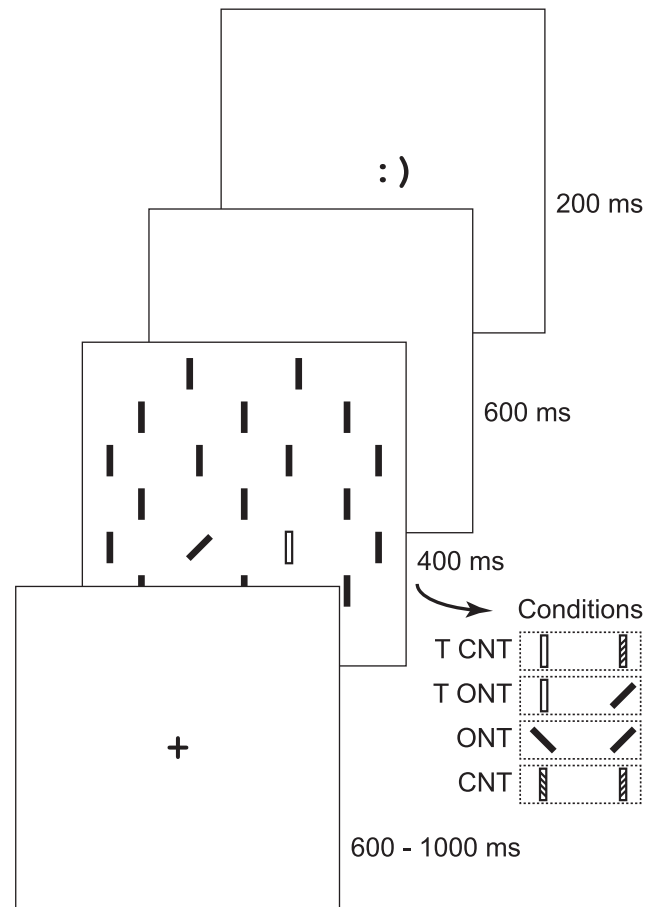 :)
200 ms
600 ms
400 ms
Conditions
T CNT
T ONT
ONT
CNT
+
600 - 1000 ms